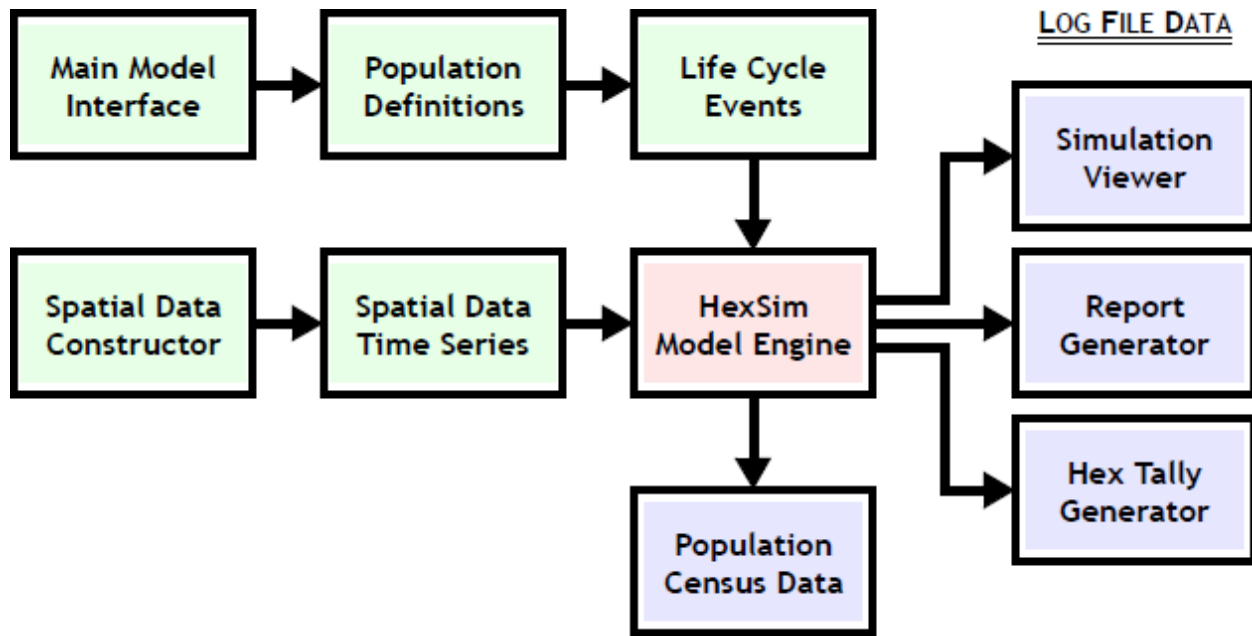 LOG FILE DATA
Main Model
Interface
Population
Definitions
Life Cycle
Events
Simulation
Viewer
Spatial Data
Constructor
Spatial Data
Time Series
HexSim
Model Engine
Report
Generator
Hex Tally
Generator
Population
Census Data